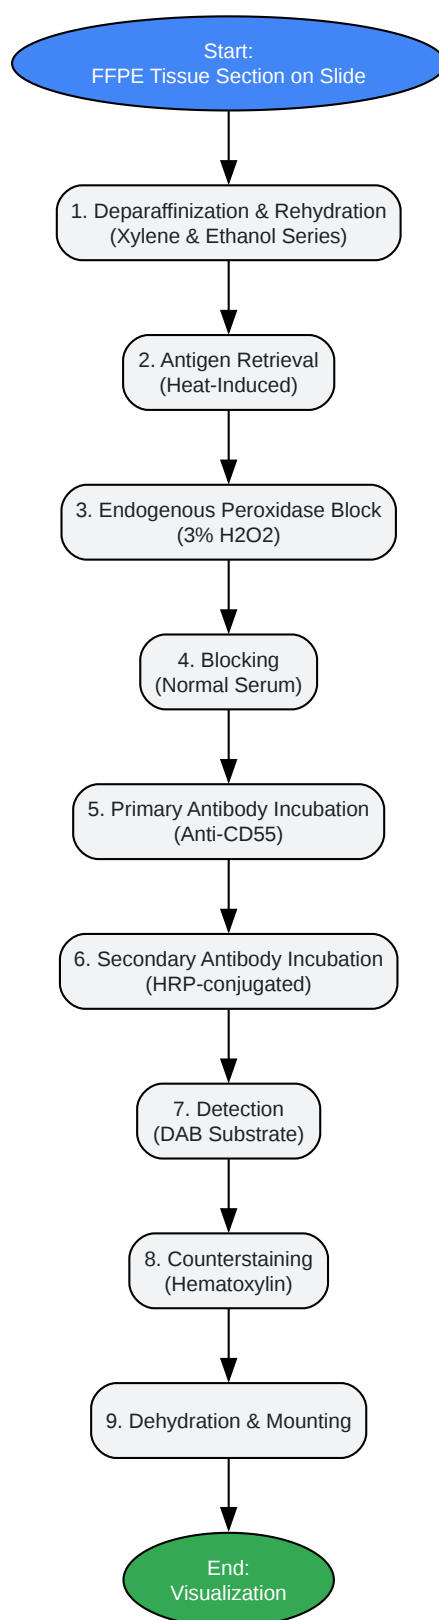 Start:
FFPE Tissue Section on Slide
1. Deparaffinization & Rehydration
(Xylene & Ethanol Series)
2. Antigen Retrieval
(Heat-Induced)
3. Endogenous Peroxidase Block
(3% H2O2)
4. Blocking
(Normal Serum)
5. Primary Antibody Incubation
(Anti-CD55)
6. Secondary Antibody Incubation
(HRP-conjugated)
7. Detection
(DAB Substrate)
8. Counterstaining
(Hematoxylin)
9. Dehydration & Mounting
End:
Visualization